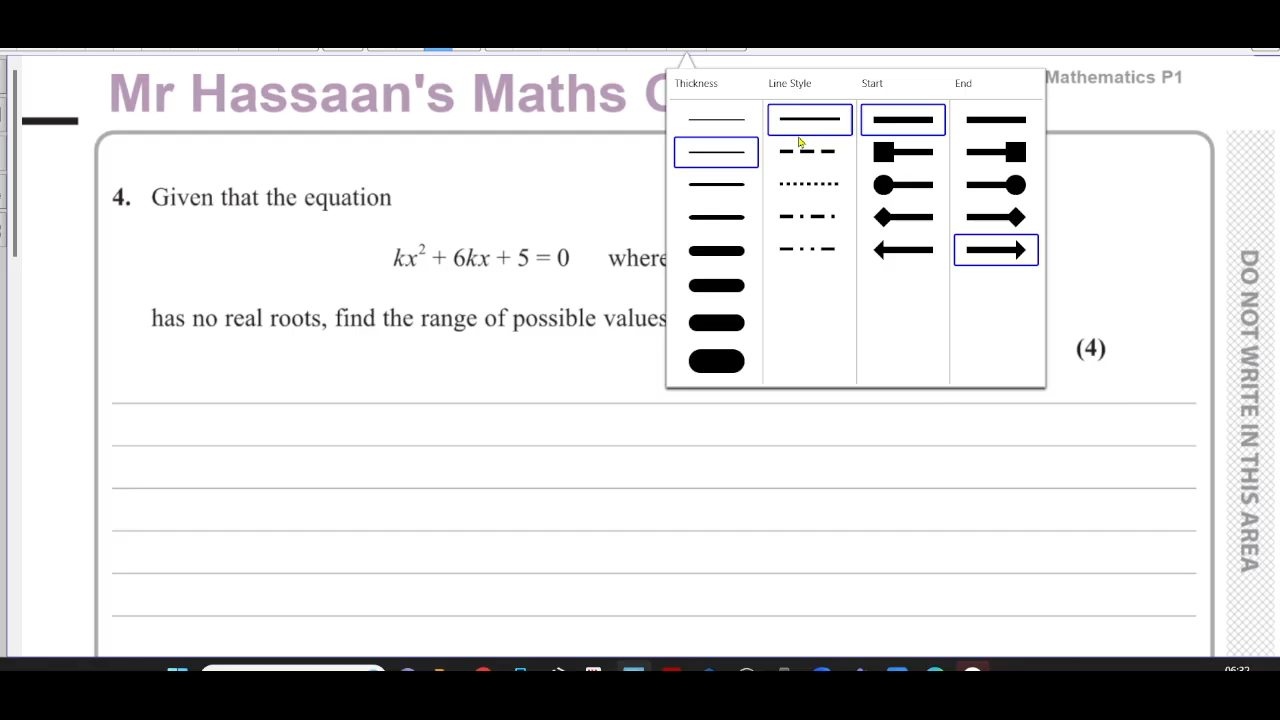 Mr Hassaan's Maths
Mathematics P1
Thickness
Line Style
Start
End
4. Given that the equation
kx² + 6kx + 5 = 0 where
has no real roots, find the range of possible values
(4)
DO NOT WRITE IN THIS AREA